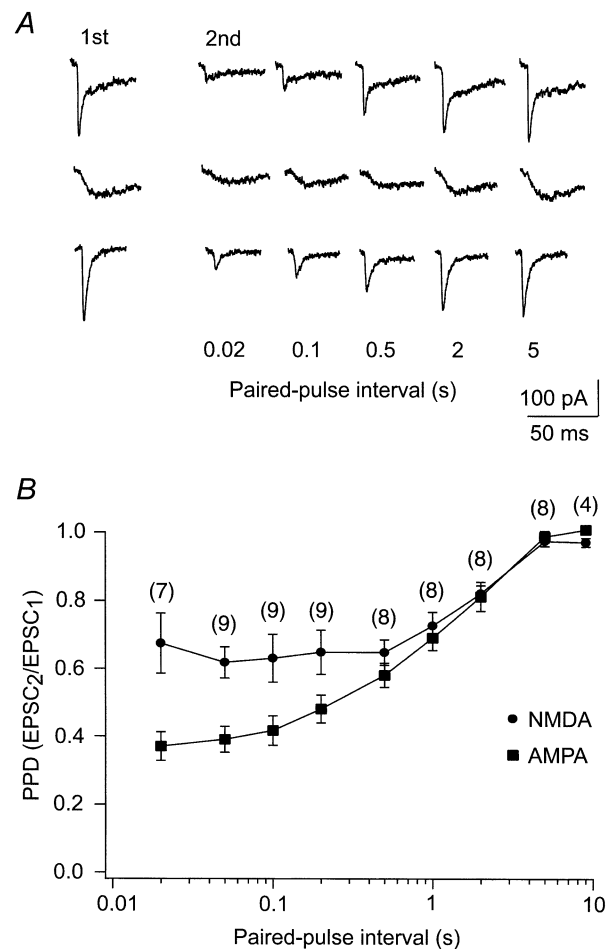 A
1st 2nd
0.02 0.1 0.5 2 5
Paired-pulse interval (s)
100 pA
50 ms
B
(8) (4)
1.0
(8)
(7)
(9) (9) (9) (8) (8)
0.8
0.6
NMDA
AMPA
0.4
0.2
0.0
PPD (EPSC2/EPSC1)
0.01 0.1 1 10
Paired-pulse interval (s)